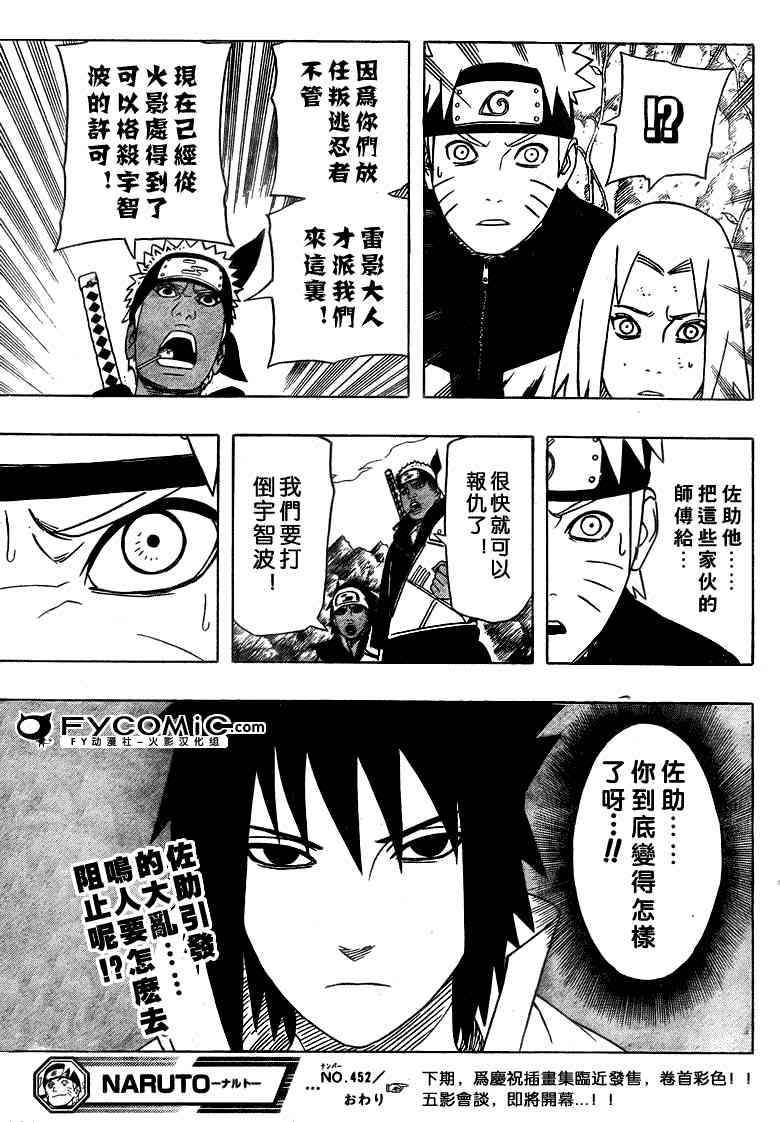 !?
因爲你們放
任叛逃忍者
不管
雷影大人
才派我們
來這裏！
現在已經從
火影處得到了
可以格殺宇智
波的許可！
佐助他……
把這些家伙的
師傅給…
很快就可以
報仇了！
我們要打
倒宇智波！
FYCOMiC.com
FY动漫社－火影汉化组
佐助……
你到底變得怎樣
了呀…!!
佐助引發
的大亂……
鳴人要怎麼去
阻止呢!?
NARUTO—ナルトー
…NO.452／
ナンバー
おわり
☞
下期，爲慶祝插畫集臨近發售，卷首彩色！！
五影會談，即將開幕…！！